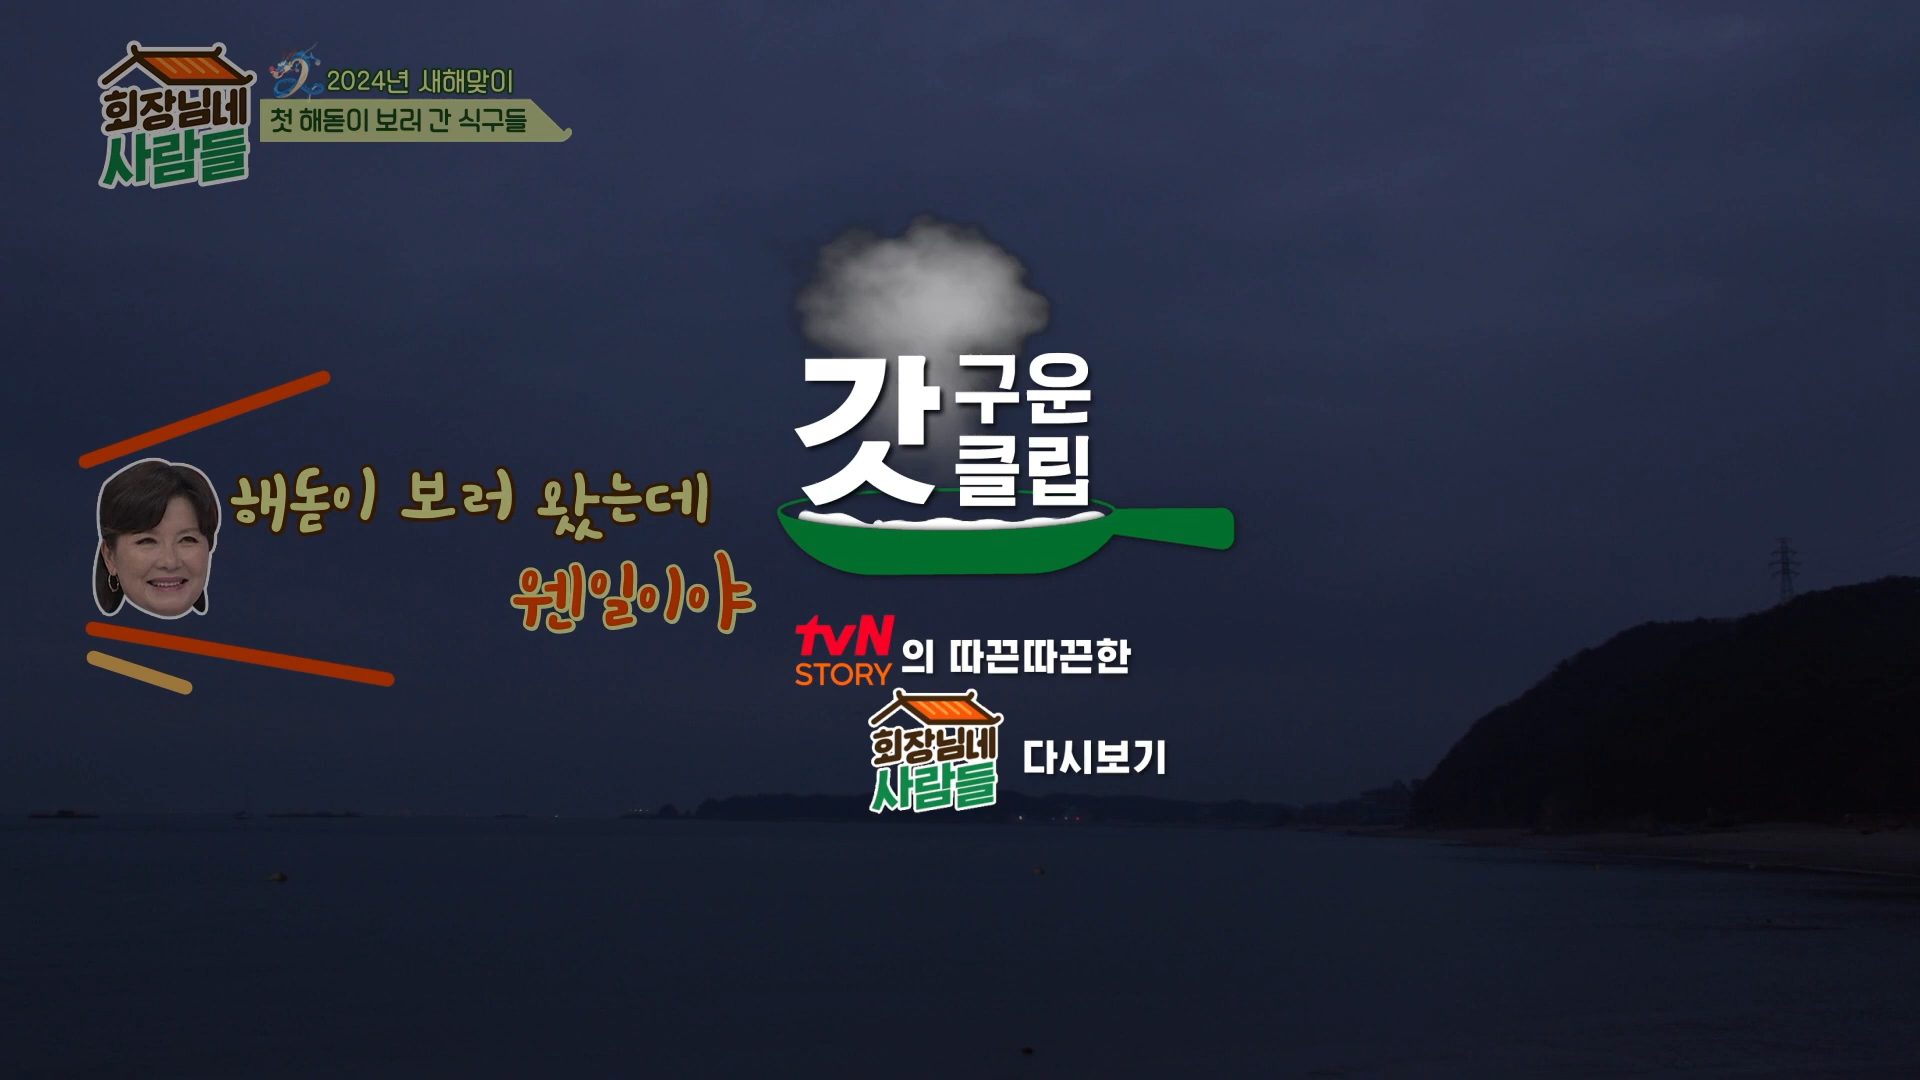 회장님네
사람들
2024년 새해맞이
첫 해돋이 보러 간 식구들
갓구운
클립
해돋이 보러 왔는데
웬일이야
tvN
STORY의 따끈따끈한
회장님네
사람들
다시보기